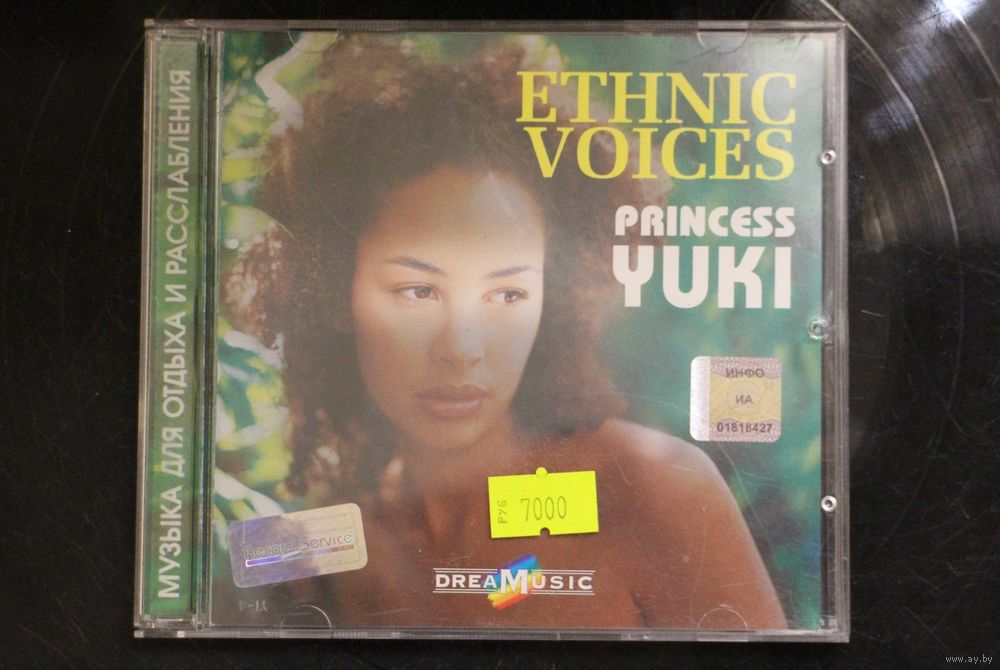 МУЗЫКА ДЛЯ ОТДЫХА И РАССЛАБЛЕНИЯ
ETHNIC
VOICES
PRINCESS
YUKI
ИНФО
ИА
01818427
РУБ 7000
Record Service
DREAMUSIC
www.ay.by